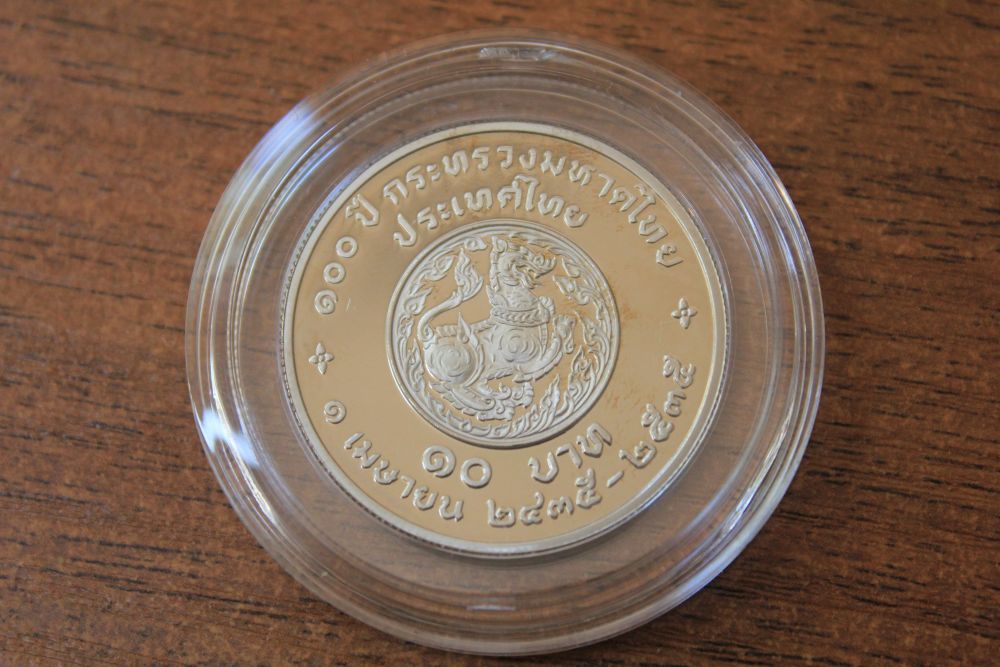 ๑๐๐ ปี กระทรวงมหาดไทย
ประเทศไทย
๑๐ บาท
๑ เมษายน ๒๔๓๕-๒๕๓๕